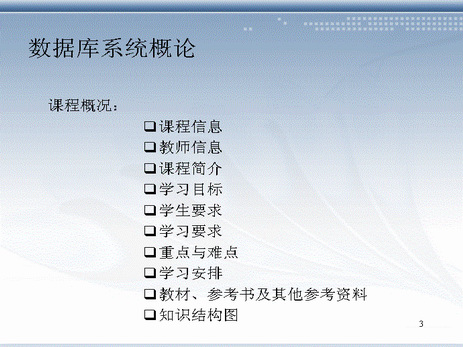 数据库系统概论
课程概况：
❑课程信息
❑教师信息
❑课程简介
❑学习目标
❑学生要求
❑学习要求
❑重点与难点
❑学习安排
❑教材、参考书及其他参考资料
❑知识结构图
3